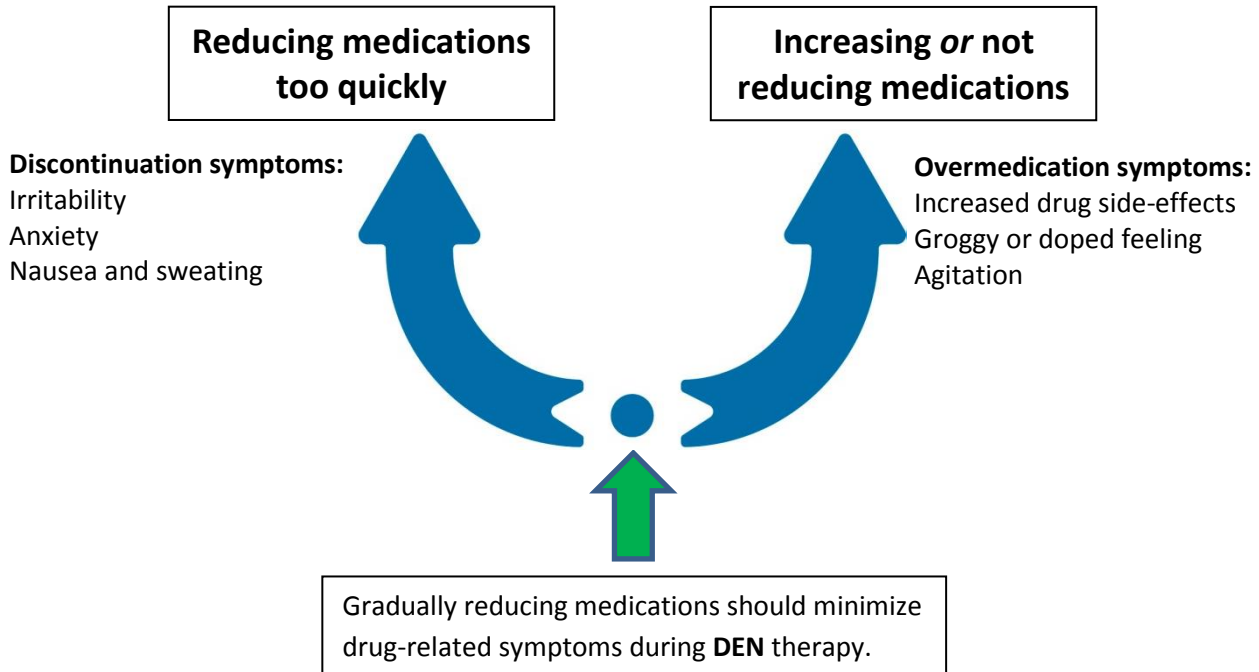 Reducing medications
too quickly
Increasing or not
reducing medications
Discontinuation symptoms:
Irritability
Anxiety
Nausea and sweating
Overmedication symptoms:
Increased drug side-effects
Groggy or doped feeling
Agitation
Gradually reducing medications should minimize
drug-related symptoms during DEN therapy.